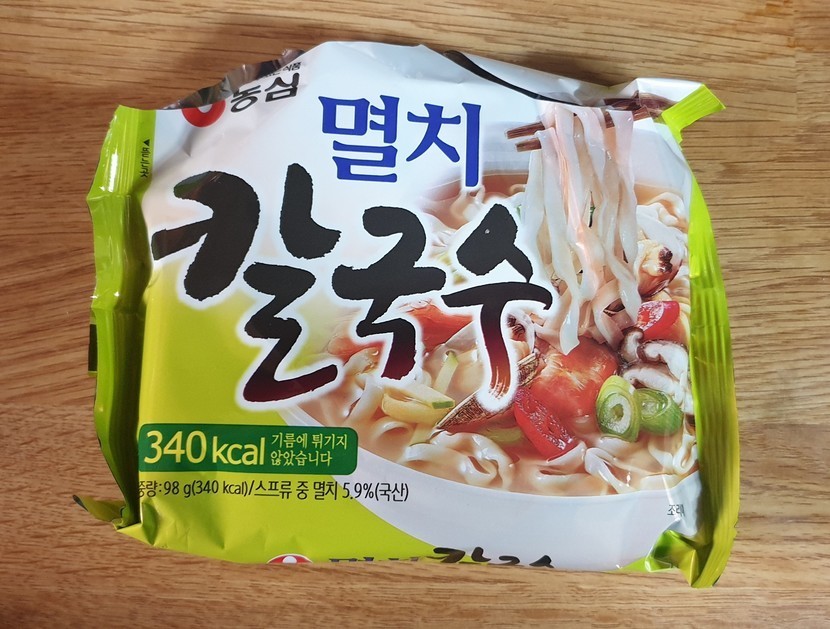 농심
멸치
칼국수
340 kcal
기름에 튀기지
않았습니다
중량:98 g(340 kcal)/스프류 중 멸치 5.9%(국산)